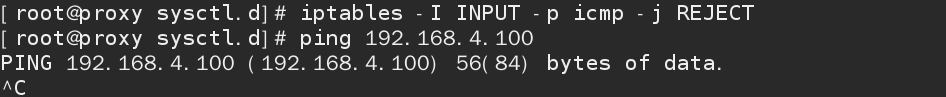 [root@proxy sysctl.d]# iptables -I INPUT -p icmp -j REJECT
[root@proxy sysctl.d]# ping 192.168.4.100
PING 192.168.4.100 (192.168.4.100) 56(84) bytes of data.
^C